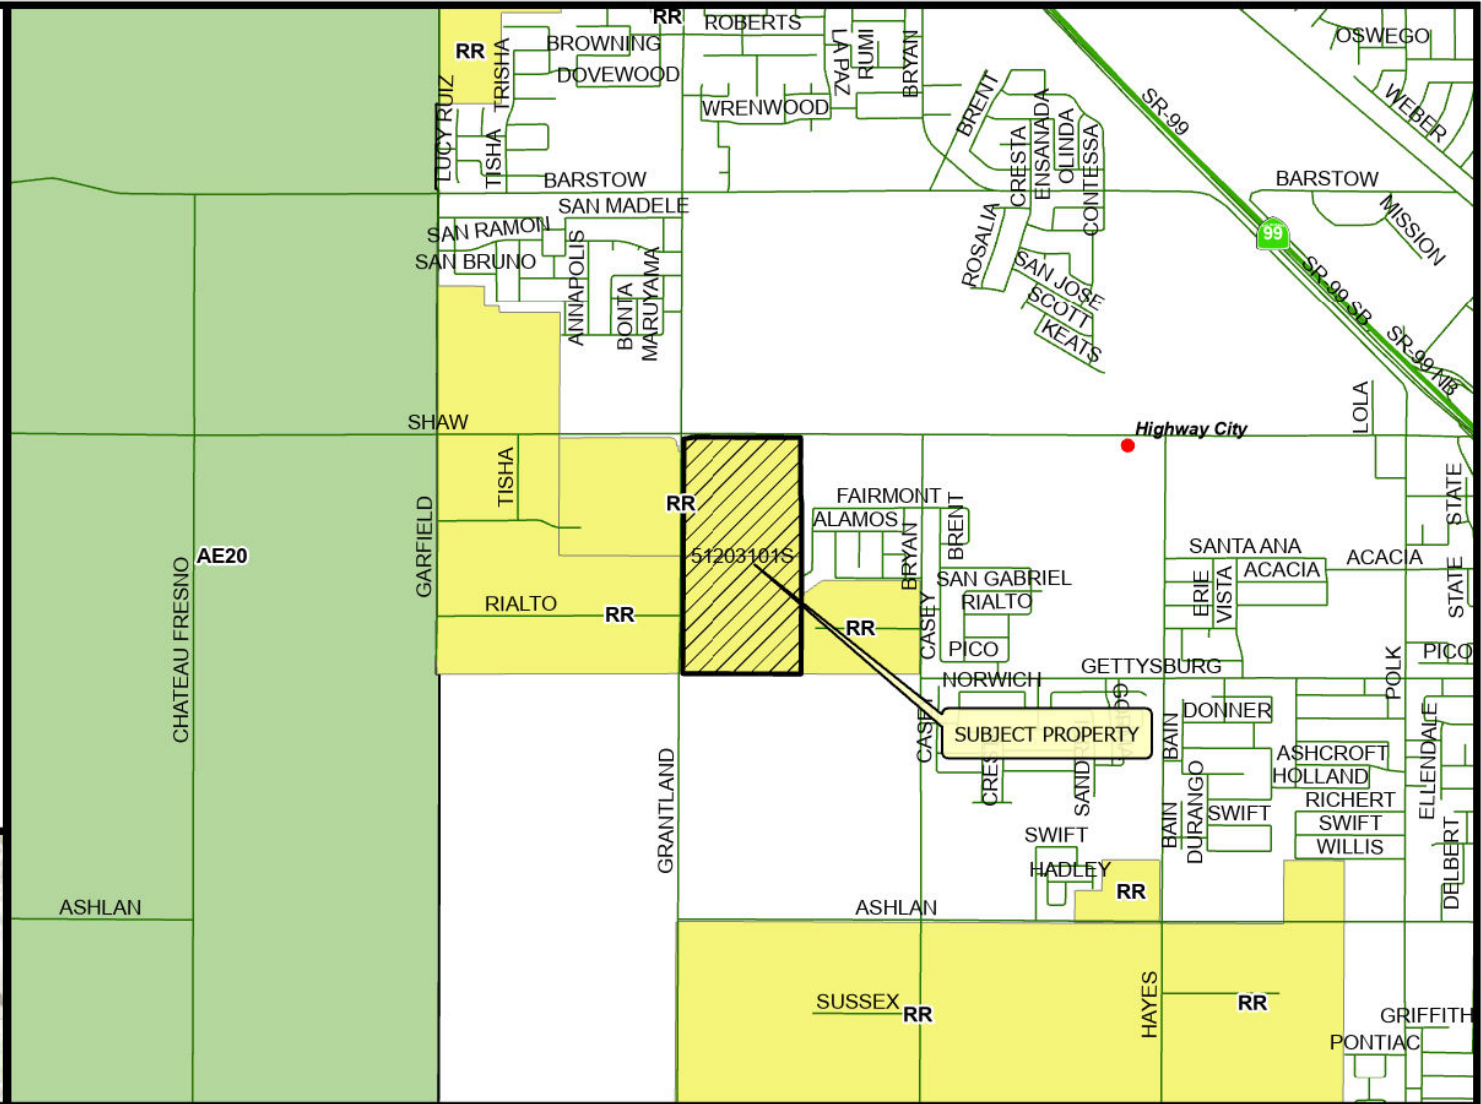 RR
ROBERTS
OSWEGO
RR
BROWNING
TRISHA
LA PAZ
RUMI
BRYAN
DOVEWOOD
WRENWOOD
BRENT
SR-99
WEBER
LUCY RUIZ
TISHA
CRESTA
ENSANADA
OLINDA
CONTESSA
BARSTOW
BARSTOW
SAN MADELE
MISSION
SAN RAMON
99
SAN BRUNO
ANNAPOLIS
BONTA
MARUYAMA
ROSALIA
SAN JOSE
SCOTT
KEATS
SR-99 SB
SR-99 NB
LOLA
SHAW
Highway City
TISHA
RR
FAIRMONT
ALAMOS
BRYAN
BRENT
STATE
GARFIELD
AE20
51203101S
SANTA ANA
ACACIA
ACACIA
CHATEAU FRESNO
SAN GABRIEL
ERIE
VISTA
STATE
RIALTO
RR
RR
CASEY
RIALTO
PICO
PICO
GETTYSBURG
POLK
NORWICH
DONNER
SUBJECT PROPERTY
BAIN
ELLENDALE
ASHCROFT
GRANTLAND
HOLLAND
DURANGO
RICHERT
BAIN
SWIFT
SWIFT
SWIFT
WILLIS
DELBERT
HADLEY
RR
ASHLAN
ASHLAN
SUSSEX
RR
HAYES
RR
GRIFFITH
PONTIAC